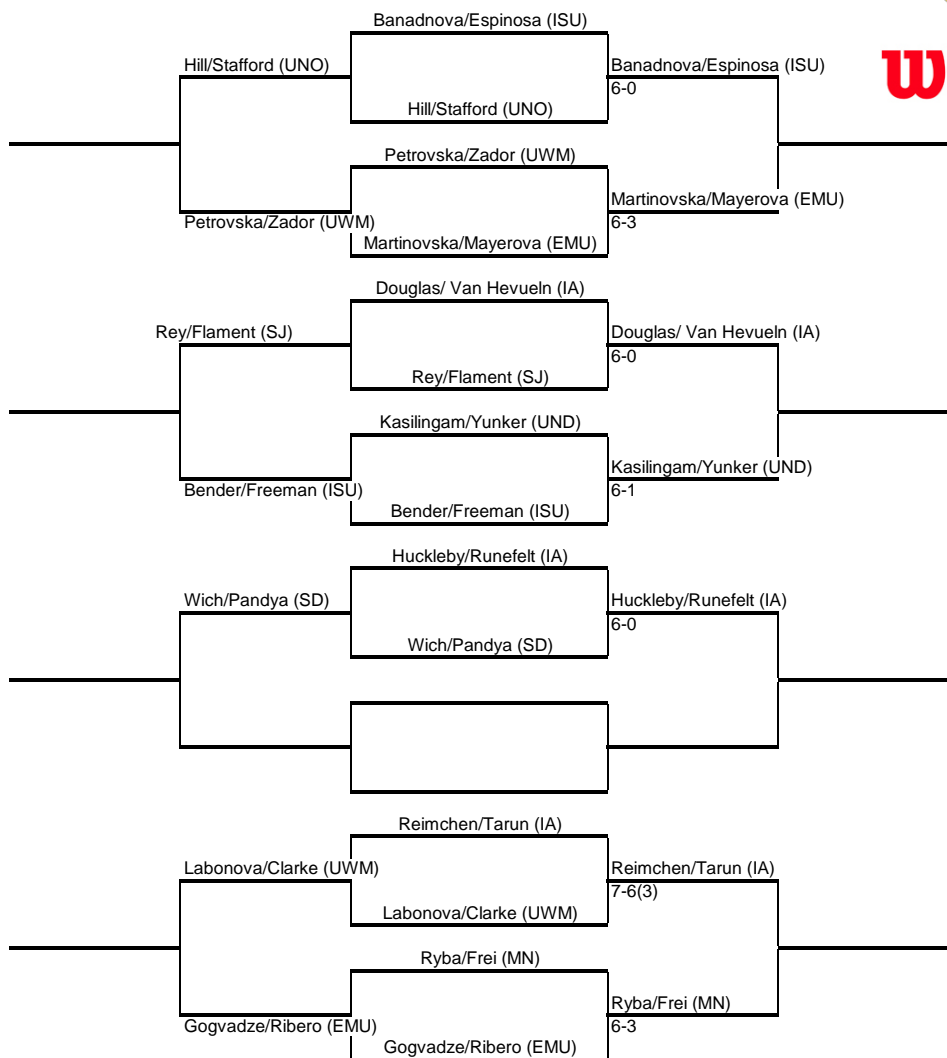 Banadnova/Espinosa (ISU)
Hill/Stafford (UNO)
Banadnova/Espinosa (ISU)
6-0
Hill/Stafford (UNO)
Petrovska/Zador (UWM)
Martinovska/Mayerova (EMU)
Petrovska/Zador (UWM)
6-3
Martinovska/Mayerova (EMU)
Douglas/ Van Hevueln (IA)
Rey/Flament (SJ)
Douglas/ Van Hevueln (IA)
6-0
Rey/Flament (SJ)
Kasilingam/Yunker (UND)
Kasilingam/Yunker (UND)
Bender/Freeman (ISU)
6-1
Bender/Freeman (ISU)
Huckleby/Runefelt (IA)
Wich/Pandya (SD)
Huckleby/Runefelt (IA)
6-0
Wich/Pandya (SD)
Reimchen/Tarun (IA)
Labonova/Clarke (UWM)
Reimchen/Tarun (IA)
7-6(3)
Labonova/Clarke (UWM)
Ryba/Frei (MN)
Ryba/Frei (MN)
Gogvadze/Ribero (EMU)
6-3
Gogvadze/Ribero (EMU)